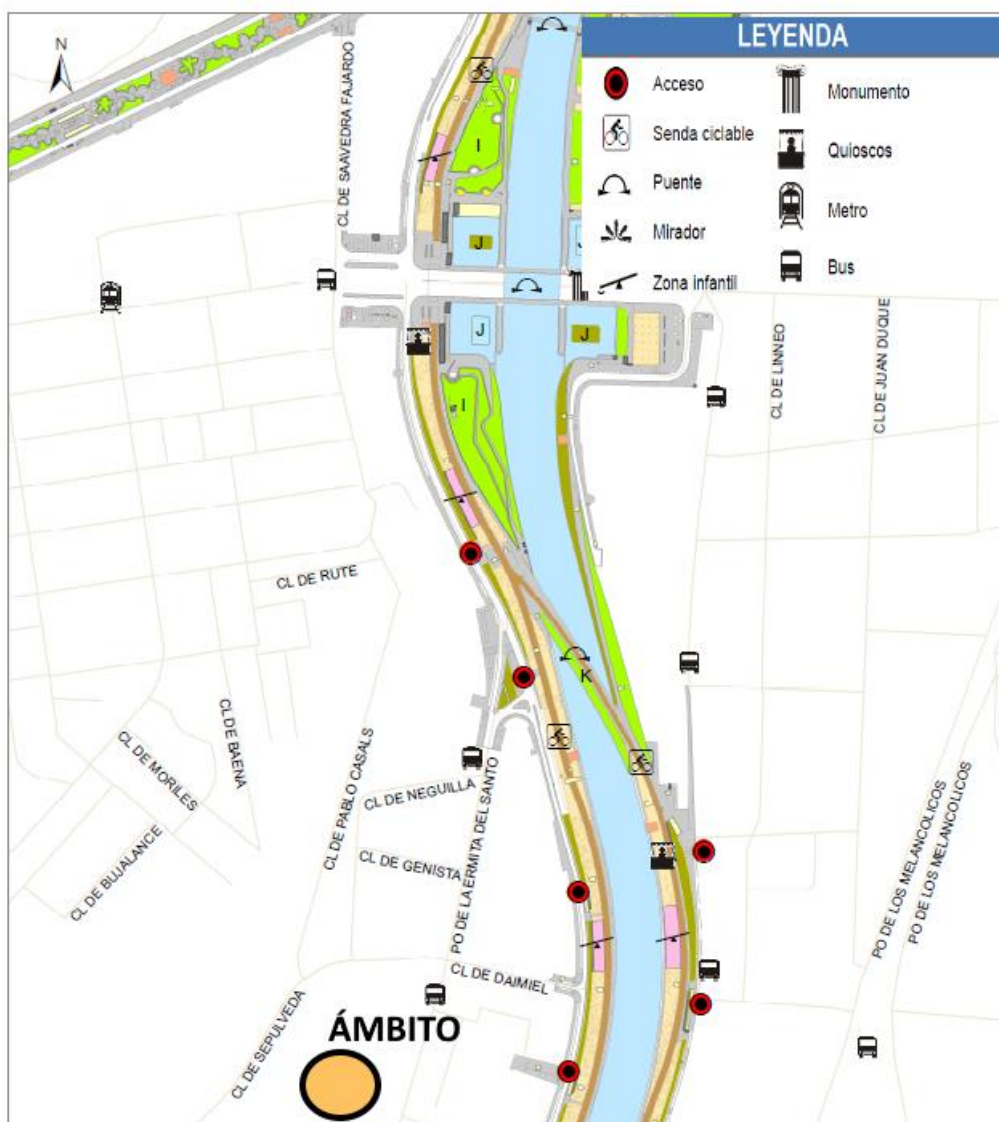 N
CL DE SAAVEDRA FAJARDO
LEYENDA
Acceso
Senda ciclable
Puente
Mirador
Zona infantil
Monumento
Quioscos
Metro
Bus
I
J
J
J
J
I
CL DE LINNEO
CL DE JUAN DUQUE
CL DE RUTE
K
CL DE BAENA
CL DE MORILES
CL DE BUJALANCE
CL DE PABLO CASALS
CL DE NEGUILLA
CL DE GENISTA
PO DE LA ERMITA DEL SANTO
CL DE DAIMIEL
PO DE LOS MELANCOLICOS
PO DE LOS MELANCOLICOS
CL DE SEPULVEDA
ÁMBITO